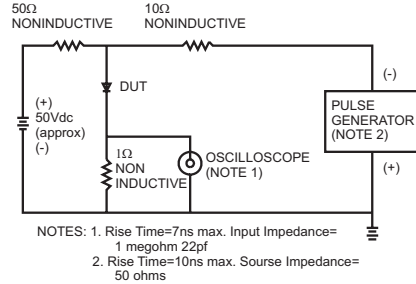 50Ω
NONINDUCTIVE
10Ω
NONINDUCTIVE
(+)
50Vdc
(approx)
(-)
DUT
1Ω
NON
INDUCTIVE
OSCILLOSCOPE
(NOTE 1)
(-)
PULSE
GENERATOR
(NOTE 2)
(+)
NOTES: 1. Rise Time=7ns max. Input Impedance=
1 megohm 22pf
2. Rise Time=10ns max. Sourse Impedance=
50 ohms